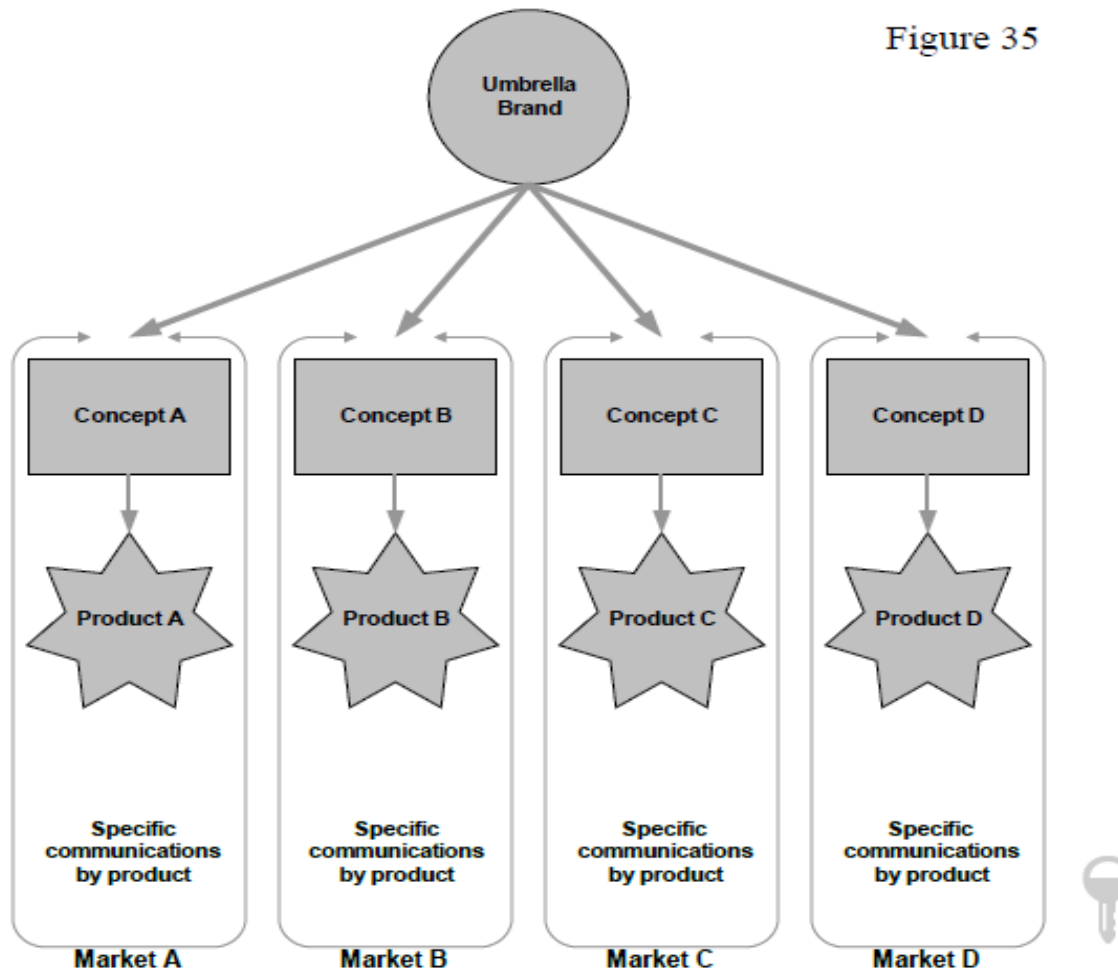 Figure 35
Umbrella
Brand
Concept A
Concept B
Concept C
Concept D
Product A
Product B
Product C
Product D
Specific
communications
by product
Specific
communications
by product
Specific
communications
by product
Specific
communications
by product
Market A
Market B
Market C
Market D